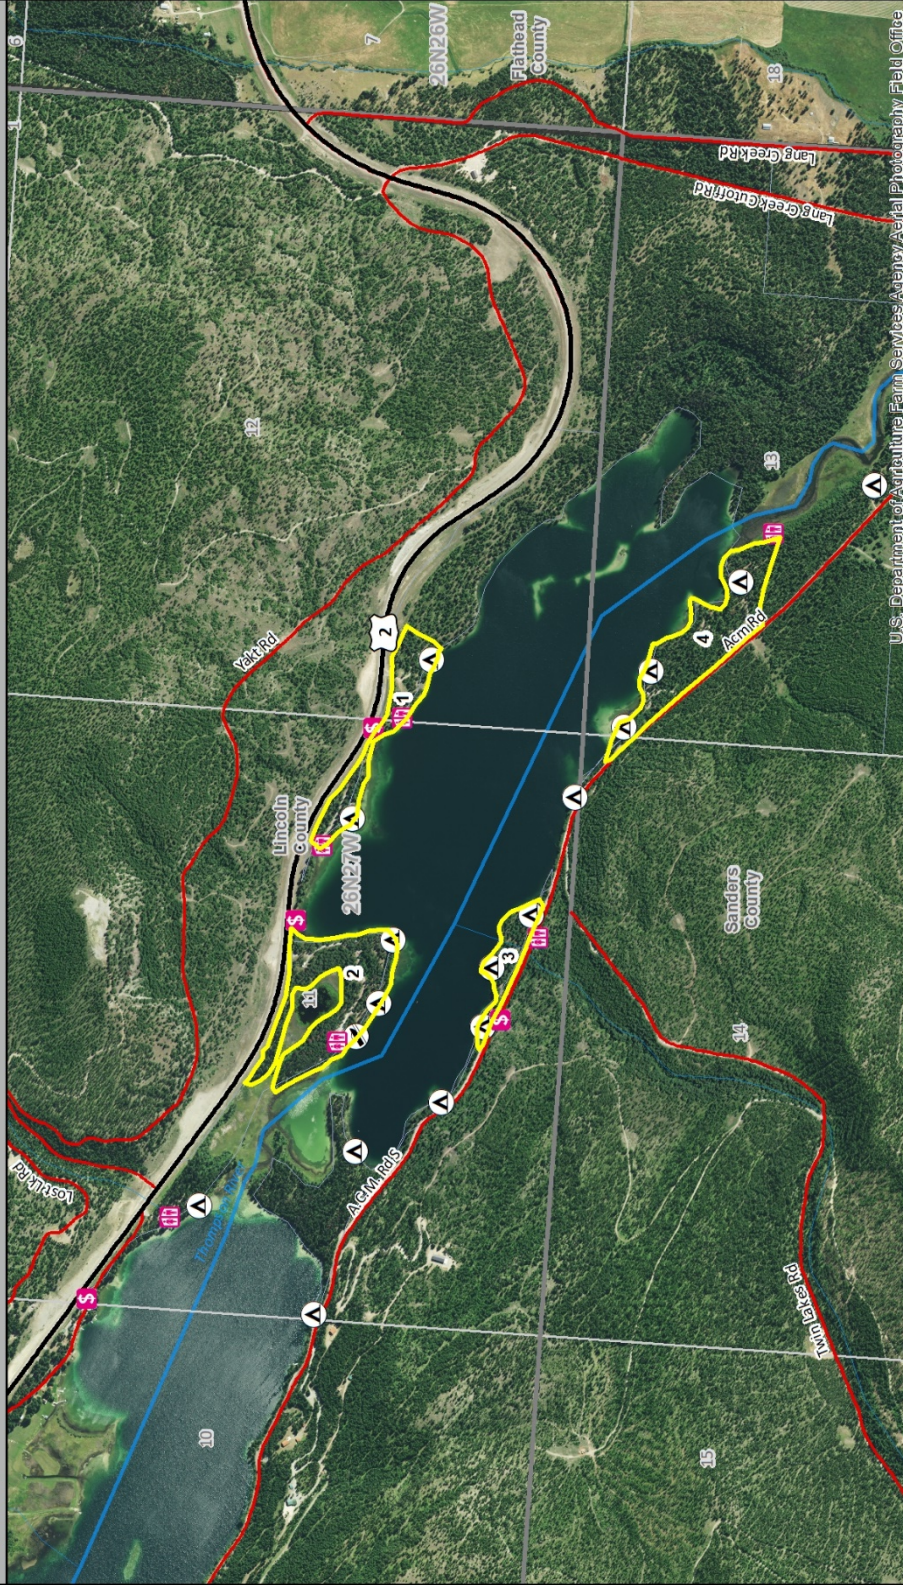 6
1
7
26N26W
Flathead
County
18
Lang Creek Rd
Lang Creek Cutoff Rd
12
13
Yakt Rd
2
1
4
Acm Rd
$
Lincoln
County
26N27W
$
Sanders
County
11
2
3
$
14
A.C.M. Rd S
Lost Lk Rd
$
Twin Lakes Rd
10
15
U.S. Department of Agriculture Farm Services Agency Aerial Photography Field Office